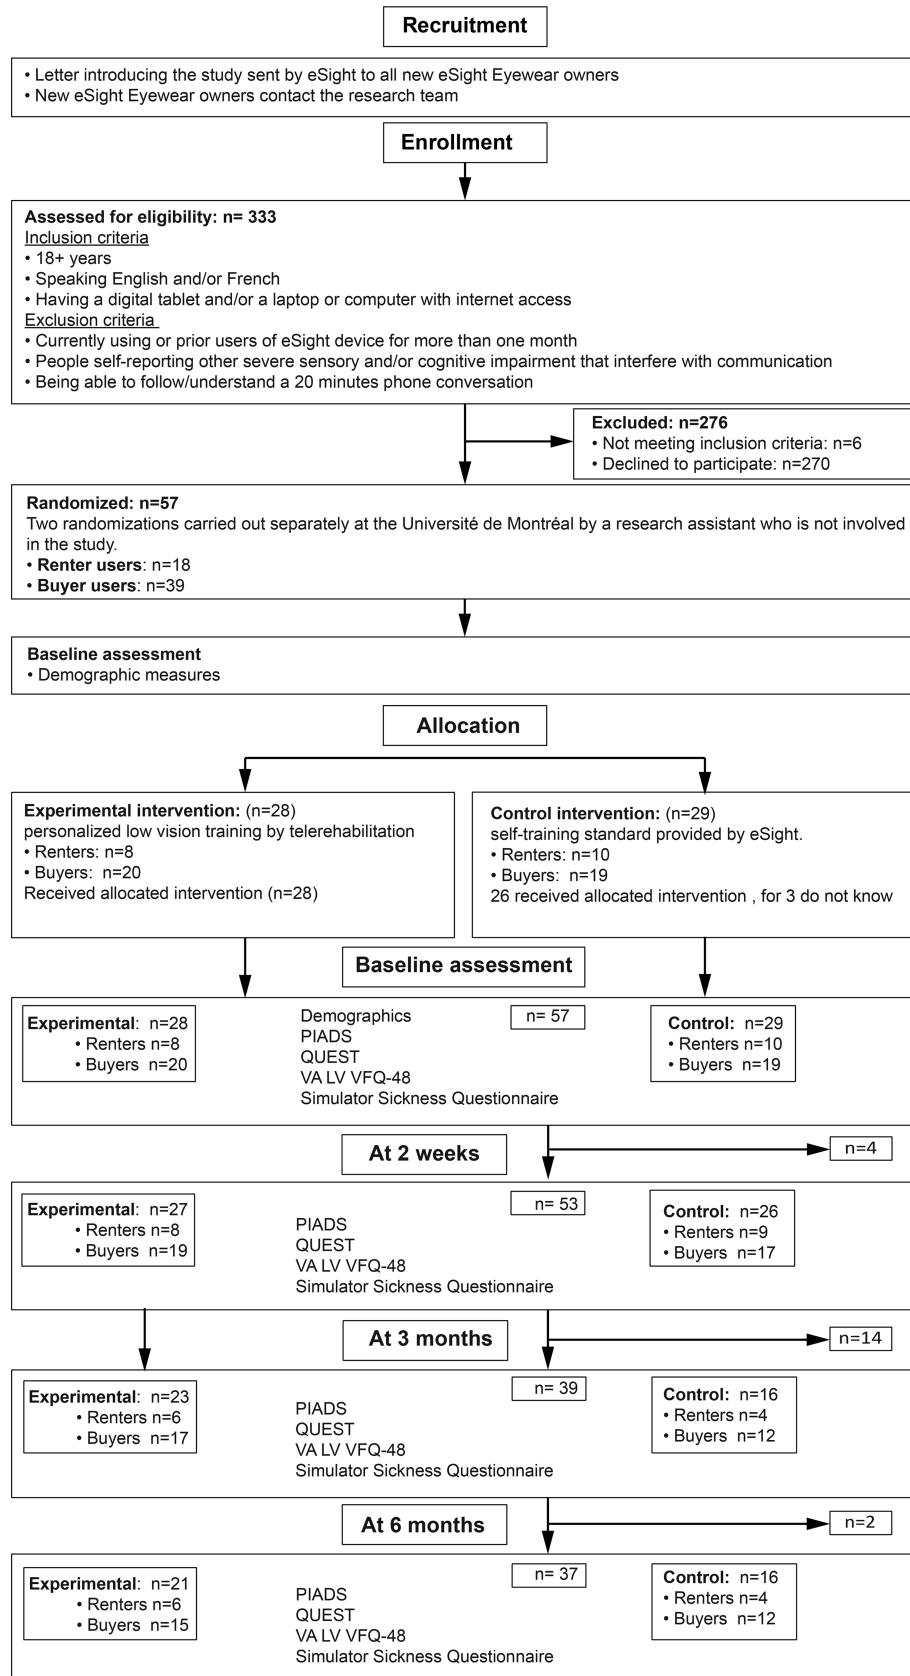 Recruitment
• Letter introducing the study sent by eSight to all new eSight Eyewear owners
• New eSight Eyewear owners contact the research team
Enrollment
Assessed for eligibility: n= 333
Inclusion criteria
• 18+ years
• Speaking English and/or French
• Having a digital tablet and/or a laptop or computer with internet access
Exclusion criteria
• Currently using or prior users of eSight device for more than one month
• People self-reporting other severe sensory and/or cognitive impairment that interfere with communication
• Being able to follow/understand a 20 minutes phone conversation
Excluded: n=276
• Not meeting inclusion criteria: n=6
• Declined to participate: n=270
Randomized: n=57
Two randomizations carried out separately at the Université de Montréal by a research assistant who is not involved
in the study.
• Renter users: n=18
• Buyer users: n=39
Baseline assessment
• Demographic measures
Allocation
Experimental intervention: (n=28)
personalized low vision training by telerehabilitation
• Renters: n=8
• Buyers: n=20
Received allocated intervention (n=28)
Control intervention: (n=29)
self-training standard provided by eSight.
• Renters: n=10
• Buyers: n=19
26 received allocated intervention , for 3 do not know
Baseline assessment
Experimental: n=28
• Renters n=8
• Buyers n=20
Demographics
PIADS
QUEST
VA LV VFQ-48
Simulator Sickness Questionnaire
n= 57
Control: n=29
• Renters n=10
• Buyers n=19
At 2 weeks
n=4
Experimental: n=27
• Renters n=8
• Buyers n=19
PIADS
QUEST
VA LV VFQ-48
Simulator Sickness Questionnaire
n= 53
Control: n=26
• Renters n=9
• Buyers n=17
At 3 months
n=14
Experimental: n=23
• Renters n=6
• Buyers n=17
PIADS
QUEST
VA LV VFQ-48
Simulator Sickness Questionnaire
n= 39
Control: n=16
• Renters n=4
• Buyers n=12
At 6 months
n=2
Experimental: n=21
• Renters n=6
• Buyers n=15
PIADS
QUEST
VA LV VFQ-48
Simulator Sickness Questionnaire
n= 37
Control: n=16
• Renters n=4
• Buyers n=12